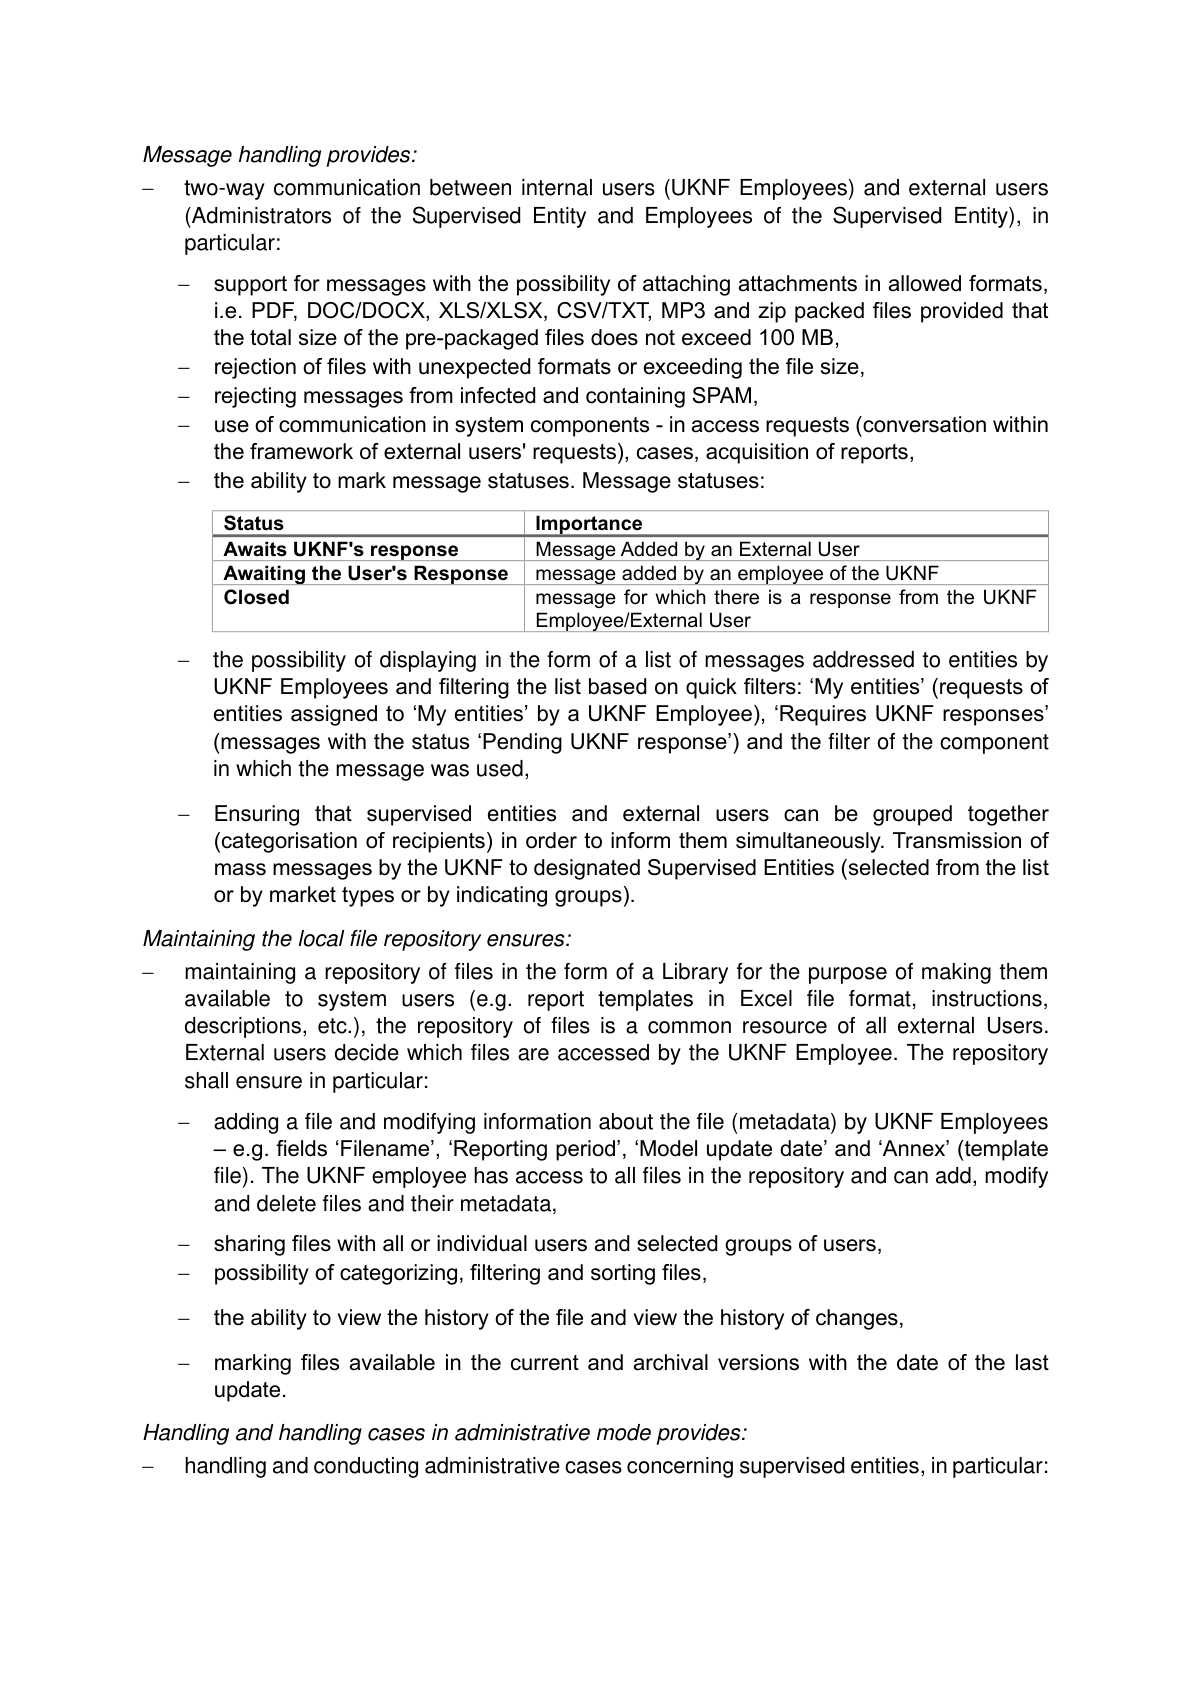 Message handling provides:
– two-way communication between internal users (UKNF Employees) and external users
(Administrators of the Supervised Entity and Employees of the Supervised Entity), in
particular:
– support for messages with the possibility of attaching attachments in allowed formats,
i.e. PDF, DOC/DOCX, XLS/XLSX, CSV/TXT, MP3 and zip packed files provided that
the total size of the pre-packaged files does not exceed 100 MB,
– rejection of files with unexpected formats or exceeding the file size,
– rejecting messages from infected and containing SPAM,
– use of communication in system components - in access requests (conversation within
the framework of external users' requests), cases, acquisition of reports,
– the ability to mark message statuses. Message statuses:
Status Importance
Awaits UKNF's response Message Added by an External User
Awaiting the User's Response message added by an employee of the UKNF
Closed message for which there is a response from the UKNF
Employee/External User
– the possibility of displaying in the form of a list of messages addressed to entities by
UKNF Employees and filtering the list based on quick filters: ‘My entities’ (requests of
entities assigned to ‘My entities’ by a UKNF Employee), ‘Requires UKNF responses’
(messages with the status ‘Pending UKNF response’) and the filter of the component
in which the message was used,
– Ensuring that supervised entities and external users can be grouped together
(categorisation of recipients) in order to inform them simultaneously. Transmission of
mass messages by the UKNF to designated Supervised Entities (selected from the list
or by market types or by indicating groups).
Maintaining the local file repository ensures:
– maintaining a repository of files in the form of a Library for the purpose of making them
available to system users (e.g. report templates in Excel file format, instructions,
descriptions, etc.), the repository of files is a common resource of all external Users.
External users decide which files are accessed by the UKNF Employee. The repository
shall ensure in particular:
– adding a file and modifying information about the file (metadata) by UKNF Employees
– e.g. fields ‘Filename’, ‘Reporting period’, ‘Model update date’ and ‘Annex’ (template
file). The UKNF employee has access to all files in the repository and can add, modify
and delete files and their metadata,
– sharing files with all or individual users and selected groups of users,
– possibility of categorizing, filtering and sorting files,
– the ability to view the history of the file and view the history of changes,
– marking files available in the current and archival versions with the date of the last
update.
Handling and handling cases in administrative mode provides:
– handling and conducting administrative cases concerning supervised entities, in particular: